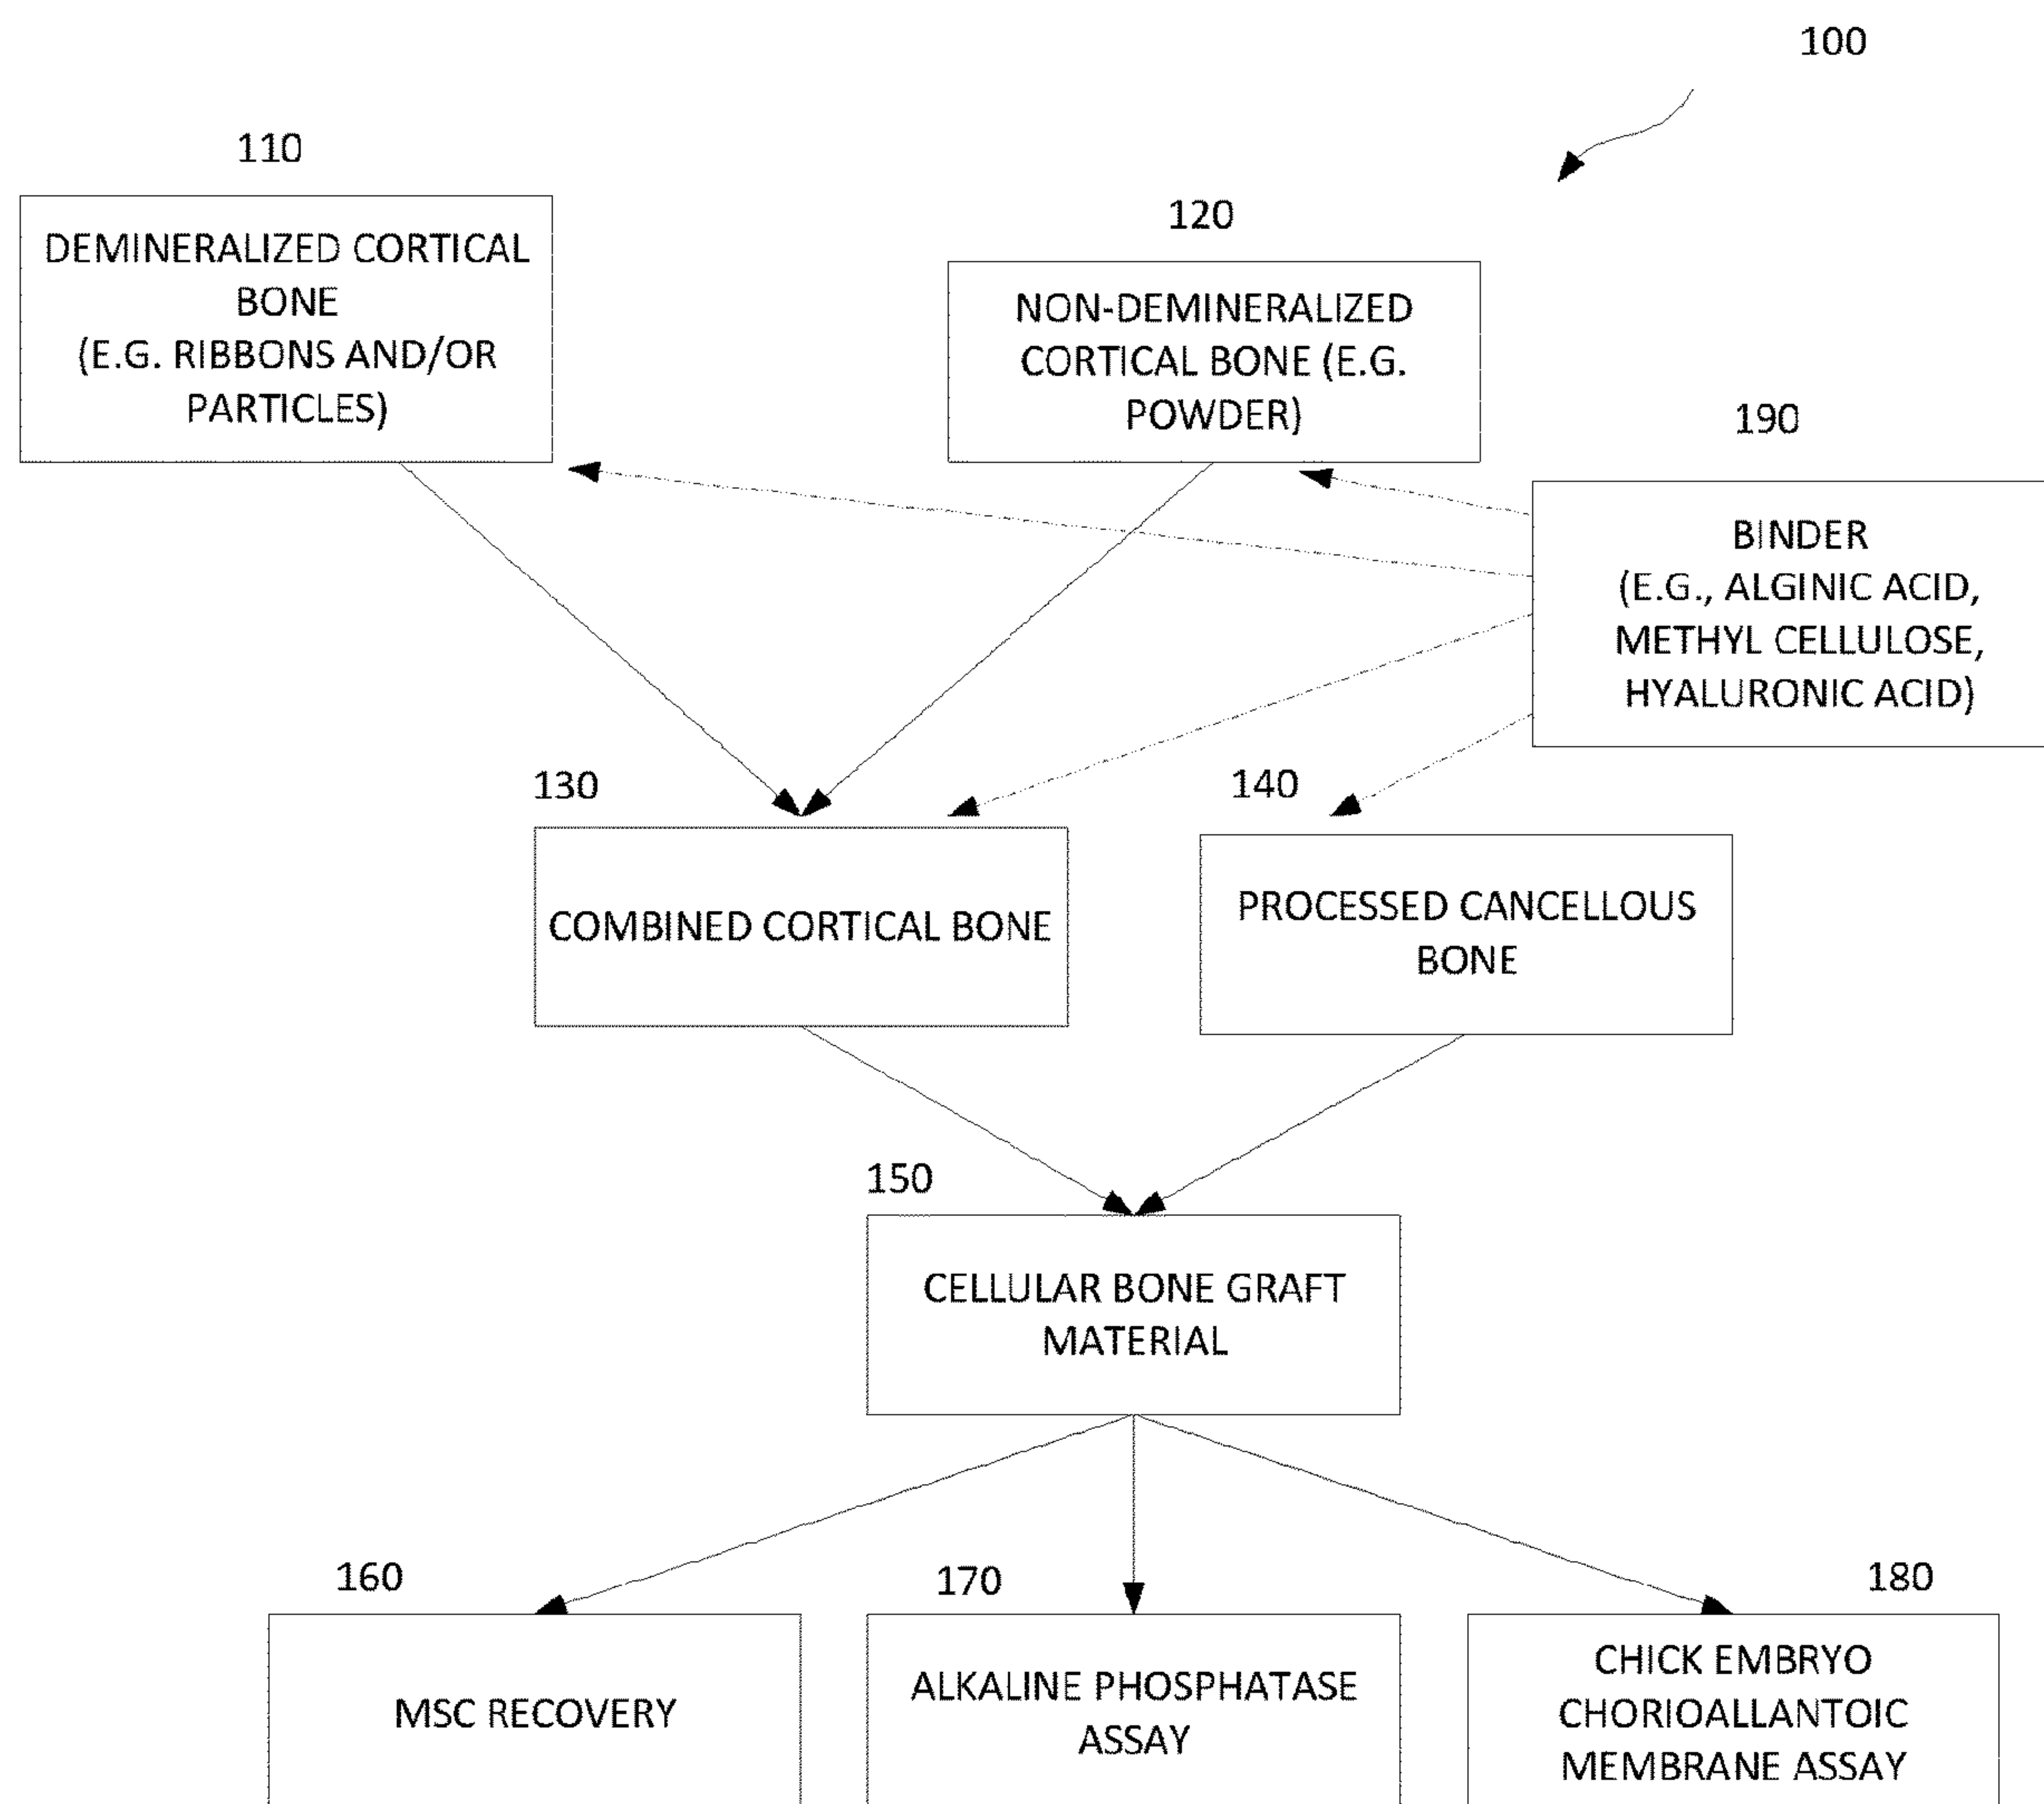 100
110
DEMINERALIZED CORTICAL
BONE
(E.G. RIBBONS AND/OR
PARTICLES)
120
NON-DEMINERALIZED
CORTICAL BONE (E.G.
POWDER)
190
BINDER
(E.G., ALGINIC ACID,
METHYL CELLULOSE,
HYALURONIC ACID)
130
COMBINED CORTICAL BONE
140
PROCESSED CANCELLOUS
BONE
150
CELLULAR BONE GRAFT
MATERIAL
160
MSC RECOVERY
170
ALKALINE PHOSPHATASE
ASSAY
180
CHICK EMBRYO
CHORIOALLANTOIC
MEMBRANE ASSAY